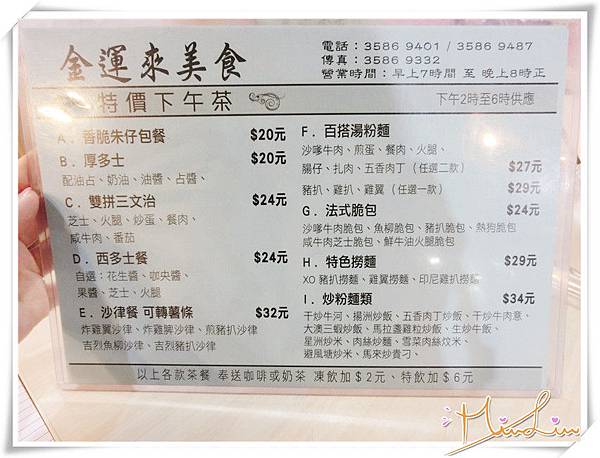 金運來美食
電話：3586 9401 / 3586 9487
傳真：3586 9332
營業時間：早上7時間 至 晚上8時正
特價下午茶
下午2時至6時供應
A．香脆朱仔包餐 $20元
B．厚多士 $20元
配油占、奶油、油醬、占醬、
C．雙拼三文治 $24元
芝士、火腿、炒蛋、餐肉、
咸牛肉、番茄
D．西多士餐 $24元
自選：花生醬、咖央醬、
果醬、芝士、火腿
E．沙律餐 可轉薯條 $32元
炸雞翼沙律、炸雞脾沙律、煎豬扒沙律
吉烈魚柳沙律、吉烈豬扒沙律
F．百搭湯粉麵
沙嗲牛肉、煎蛋、餐肉、火腿、
腸仔、扎肉、五香肉丁（任選二款） $27元
豬扒、雞扒、雞翼（任選一款） $29元
G．法式脆包 $24元
沙嗲牛肉脆包、魚柳脆包、豬扒脆包、熱狗脆包
咸牛肉芝士脆包、鮮牛油火腿脆包
H．特色撈麵 $29元
XO 豬扒撈麵、雞翼撈麵、印尼雞扒撈麵
I．炒粉麵類 $34元
干炒牛河、揚洲炒飯、五香肉丁炒飯、干炒牛肉意、
大澳三蝦炒飯、馬拉盞雞粒炒飯、生炒牛飯、
星洲炒米、肉絲炒麵、雪菜肉絲炆米、
避風塘炒米、馬來炒貴刁、
以上各款茶餐 奉送咖啡或奶茶 凍飲加＄2元、特飲加＄6元
MinLin